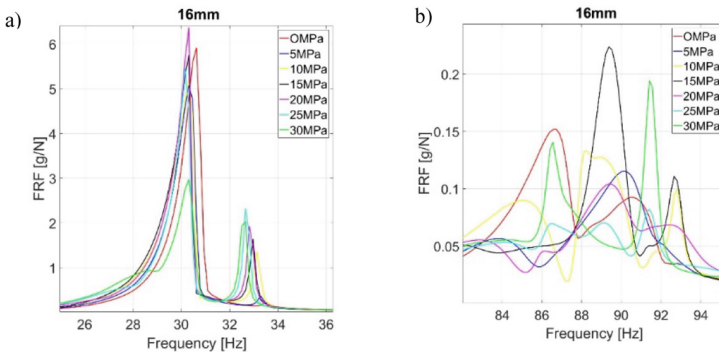 a)
16mm
FRF [g/N]
6
5
4
3
2
1
26
28
30
32
34
36
Frequency [Hz]
OMPa
5MPa
10MPa
15MPa
20MPa
25MPa
30MPa
b)
16mm
FRF [g/N]
0.2
0.15
0.1
0.05
84
86
88
90
92
94
Frequency [Hz]
OMPa
5MPa
10MPa
15MPa
20MPa
25MPa
30MPa